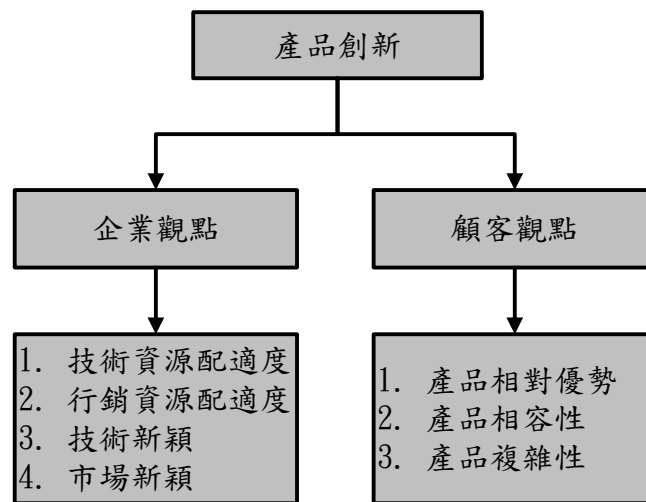 產品創新
企業觀點
顧客觀點
1. 技術資源配適度
2. 行銷資源配適度
3. 技術新穎
4. 市場新穎
1. 產品相對優勢
2. 產品相容性
3. 產品複雜性